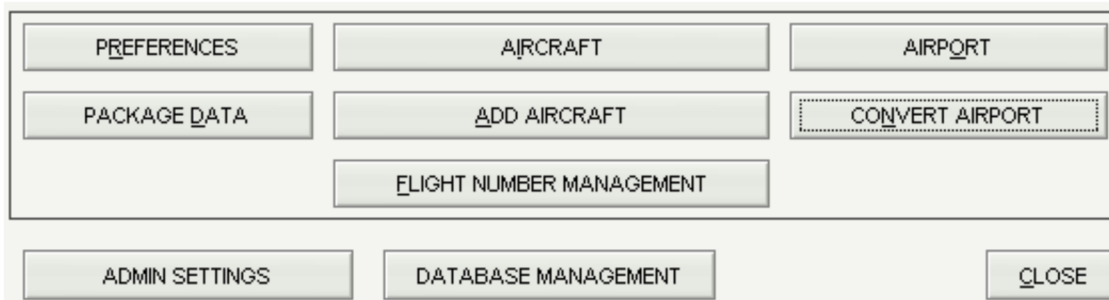 PREFERENCES AIRCRAFT AIRPORT
PACKAGE DATA ADD AIRCRAFT CONVERT AIRPORT
FLIGHT NUMBER MANAGEMENT
ADMIN SETTINGS DATABASE MANAGEMENT CLOSE